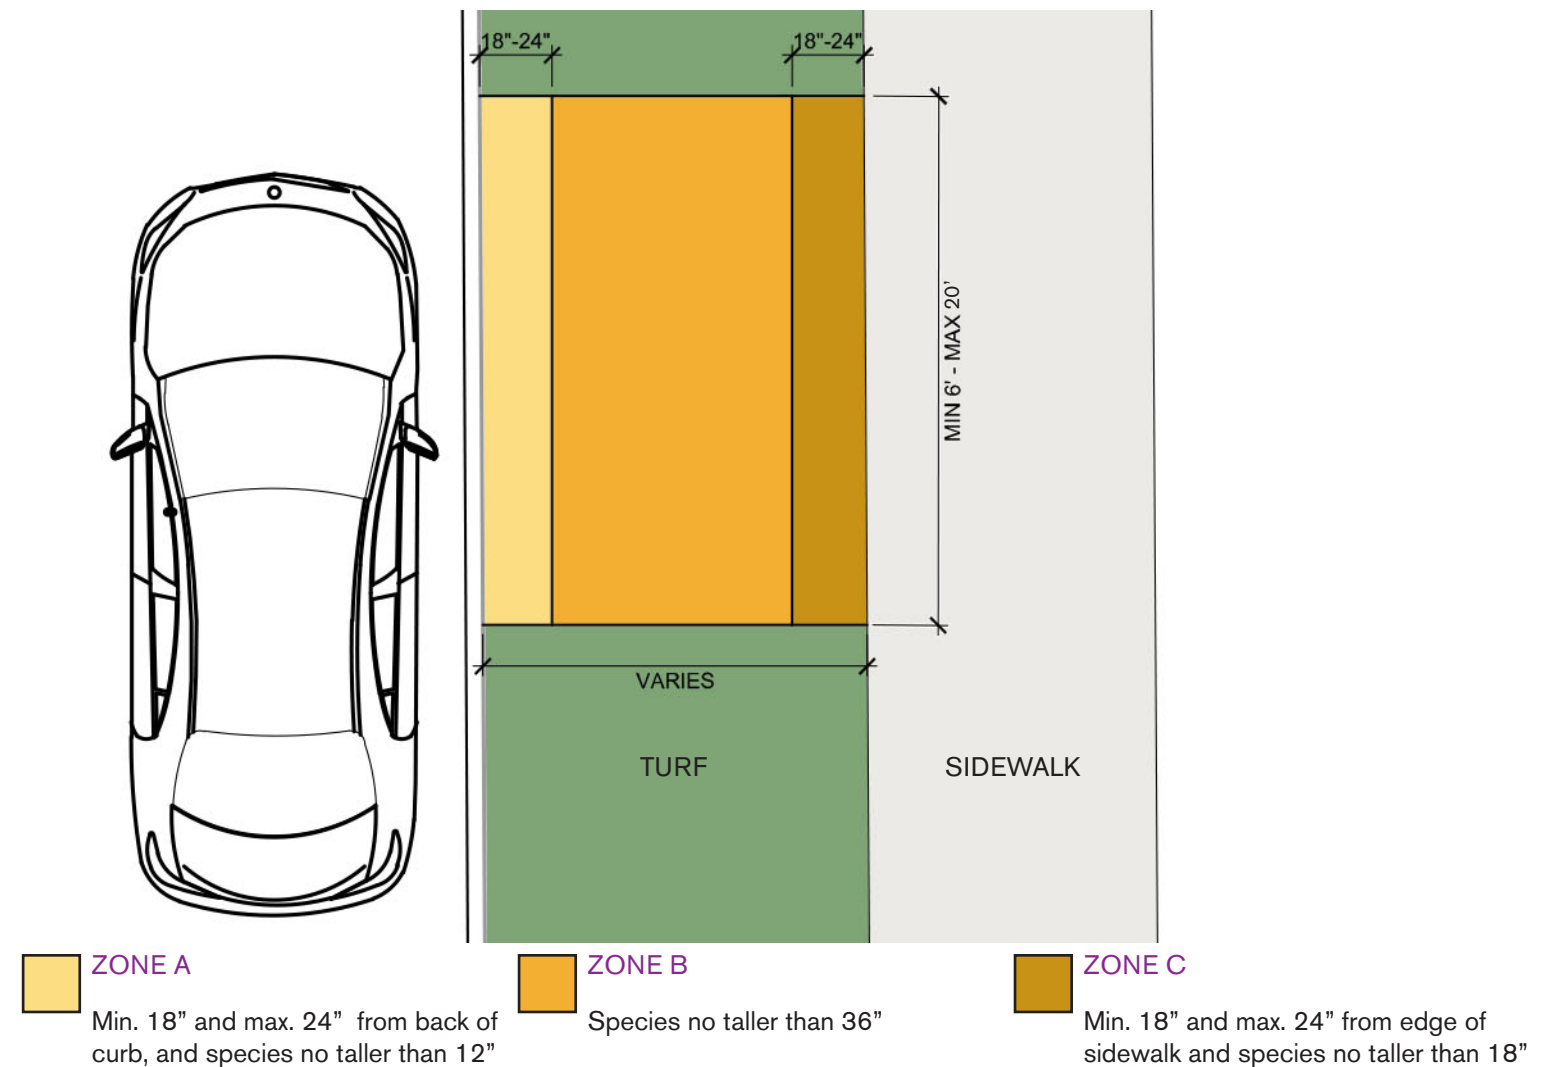 18"-24"
18"-24"
MIN 6' - MAX 20'
VARIES
TURF
SIDEWALK
ZONE A
Min. 18” and max. 24”  from back of
curb, and species no taller than 12”
ZONE B
Species no taller than 36”
ZONE C
Min. 18” and max. 24” from edge of
sidewalk and species no taller than 18”